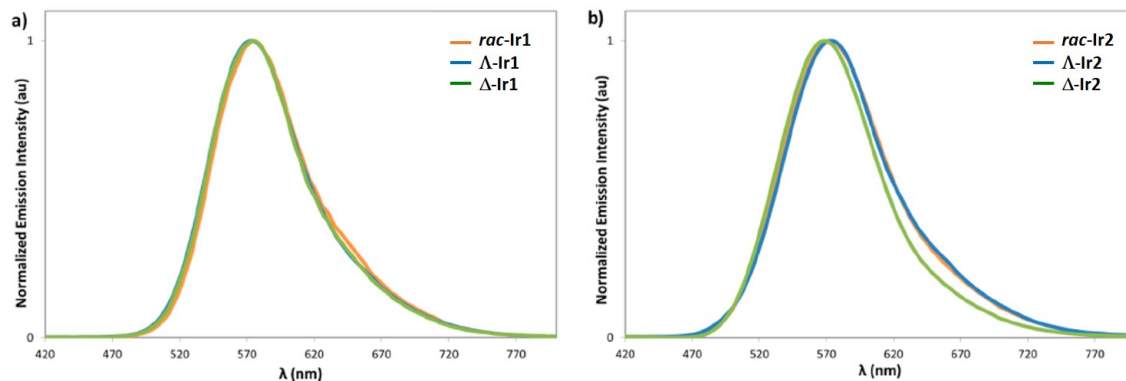 a)
rac-Ir1
Λ-Ir1
Δ-Ir1
Normalized Emission Intensity (au)
1
0
420 470 520 570 620 670 720 770
λ (nm)
b)
rac-Ir2
Λ-Ir2
Δ-Ir2
Normalized Emission Intensity (au)
1
0
420 470 520 570 620 670 720 770
λ (nm)